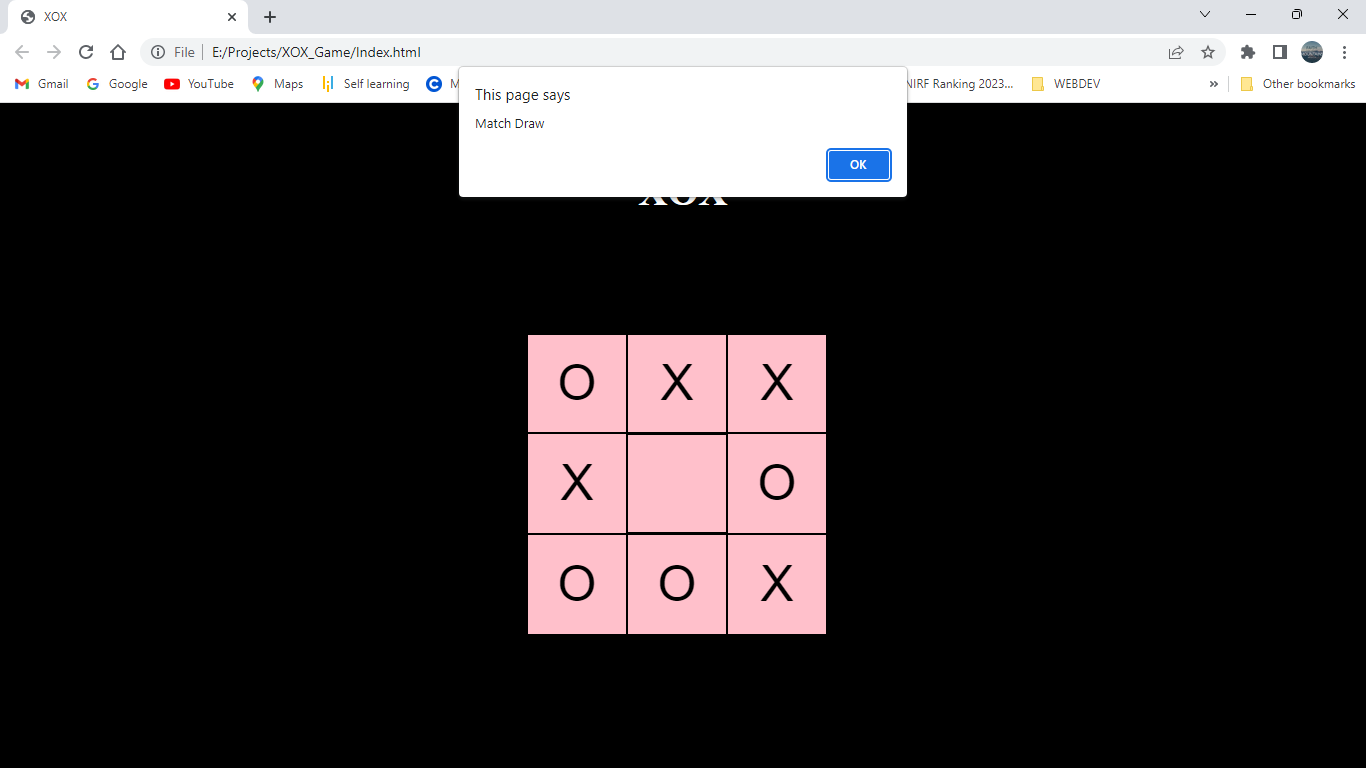 XOX
File E:/Projects/XOX_Game/Index.html
Gmail Google YouTube Maps Self learning M NIRF Ranking 2023... WEBDEV » Other bookmarks
This page says
Match Draw
OK
XOX
O X X
X O
O O X